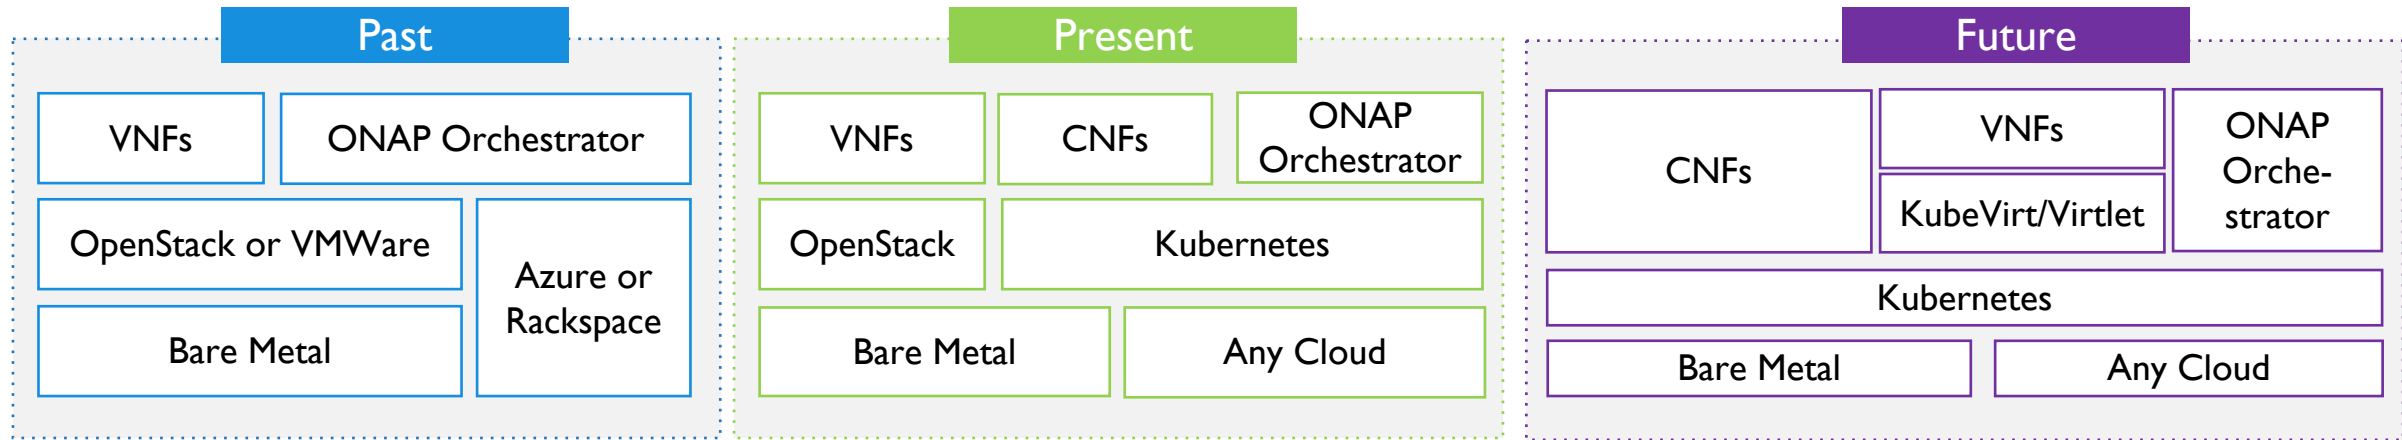 Past
VNFs
ONAP Orchestrator
OpenStack or VMWare
Azure or
Rackspace
Bare Metal
Present
VNFs
CNFs
ONAP
Orchestrator
OpenStack
Kubernetes
Bare Metal
Any Cloud
Future
CNFs
VNFs
KubeVirt/Virtlet
ONAP
Orche-
strator
Kubernetes
Bare Metal
Any Cloud